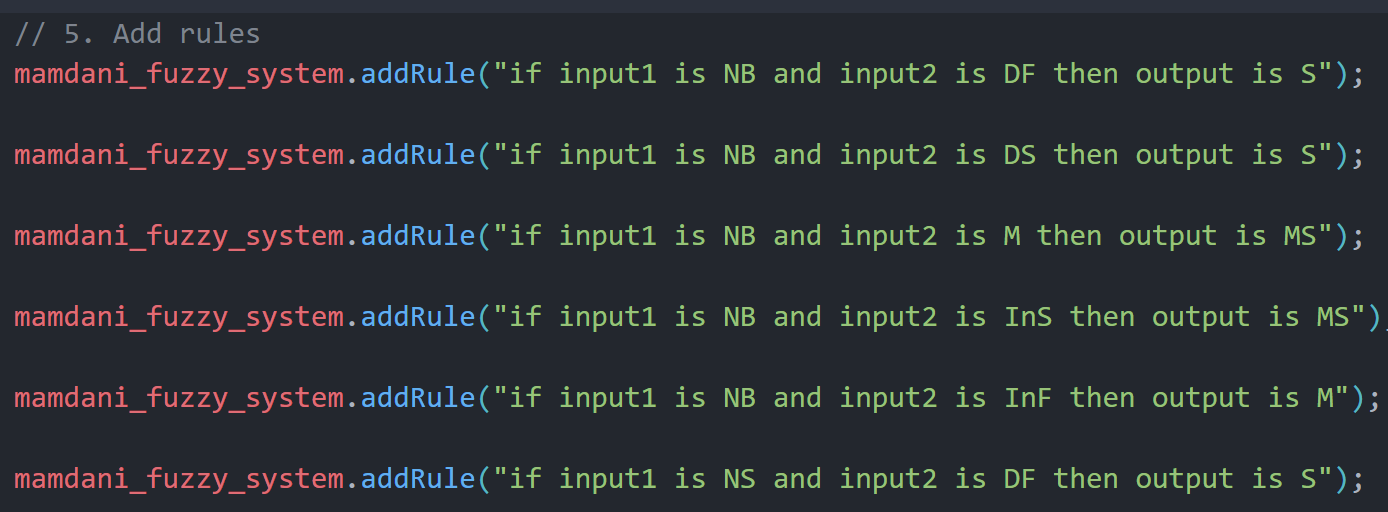 // 5. Add rules
mamdani_fuzzy_system.addRule("if input1 is NB and input2 is DF then output is S");
mamdani_fuzzy_system.addRule("if input1 is NB and input2 is DS then output is S");
mamdani_fuzzy_system.addRule("if input1 is NB and input2 is M then output is MS");
mamdani_fuzzy_system.addRule("if input1 is NB and input2 is InS then output is MS");
mamdani_fuzzy_system.addRule("if input1 is NB and input2 is InF then output is M");
mamdani_fuzzy_system.addRule("if input1 is NS and input2 is DF then output is S");